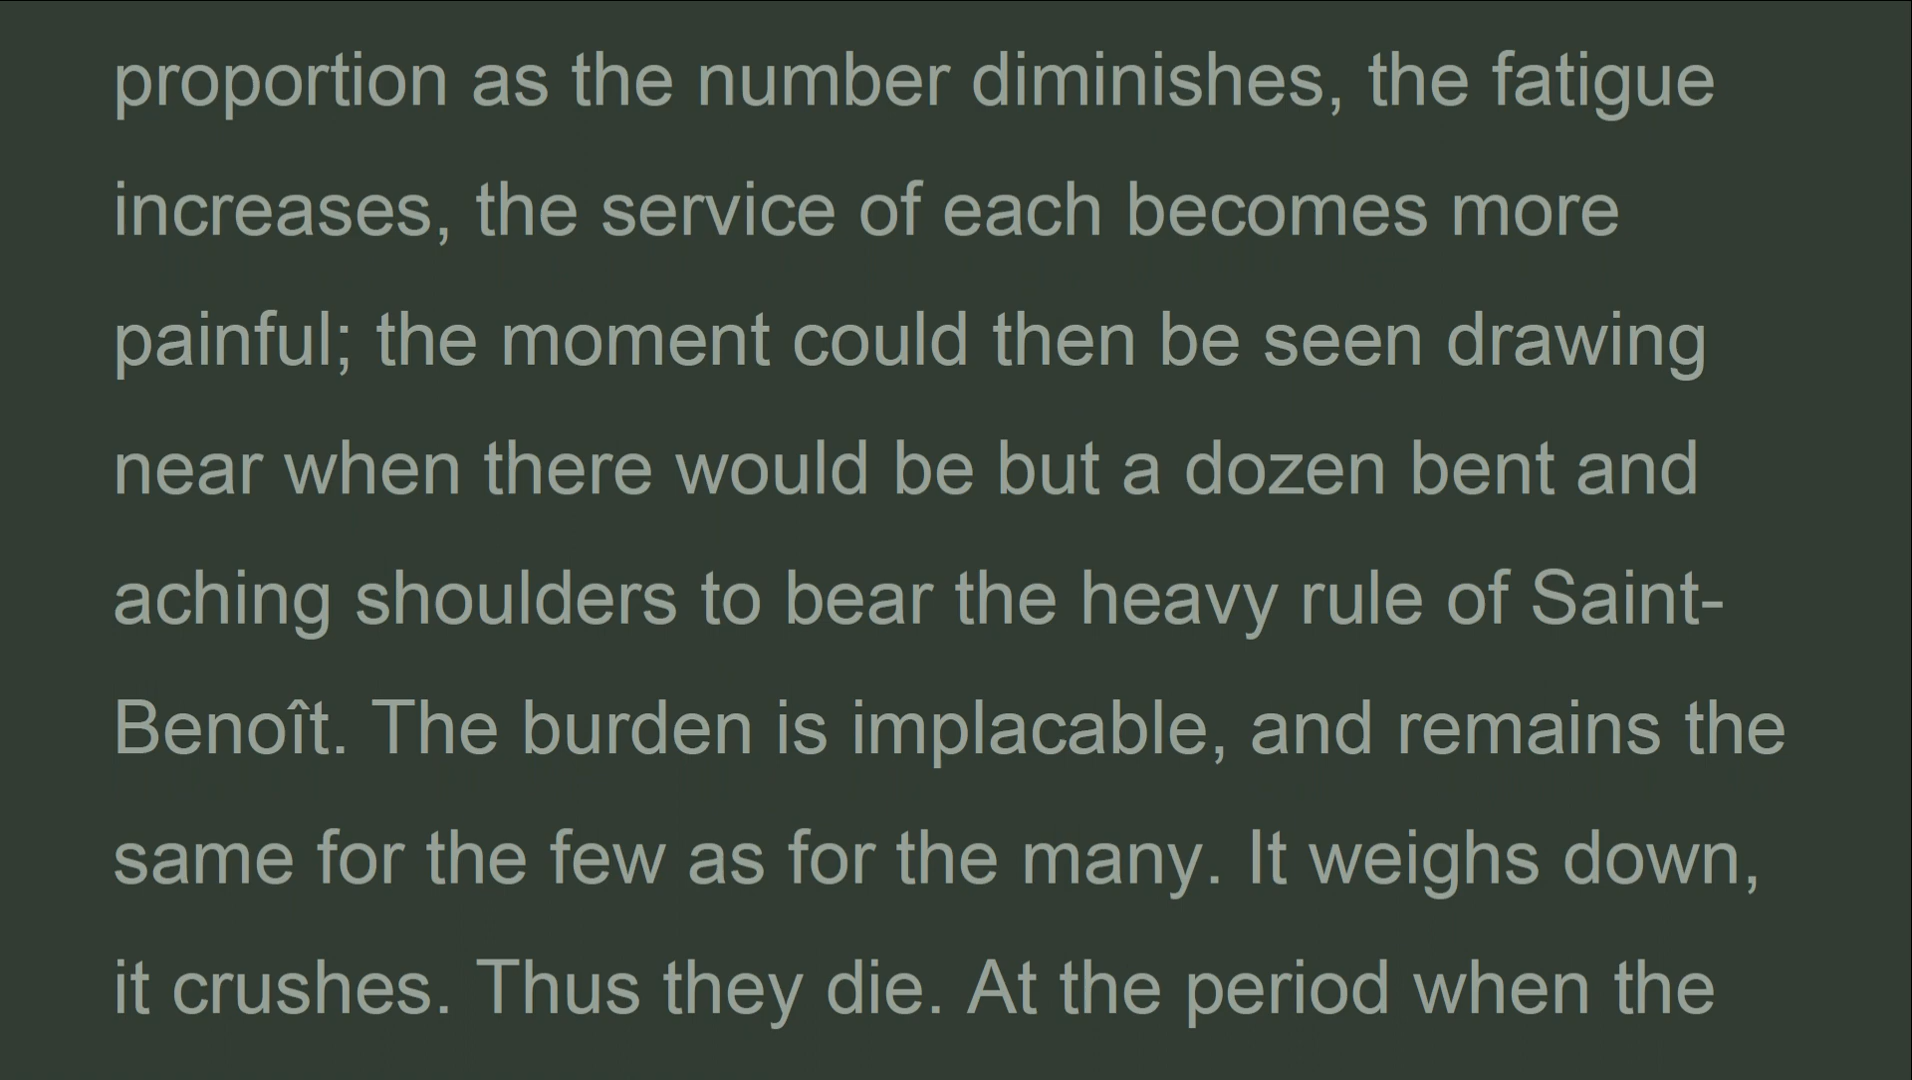 proportion as the number diminishes, the fatigue
increases, the service of each becomes more
painful; the moment could then be seen drawing
near when there would be but a dozen bent and
aching shoulders to bear the heavy rule of Saint-
Benoît. The burden is implacable, and remains the
same for the few as for the many. It weighs down,
it crushes. Thus they die. At the period when the